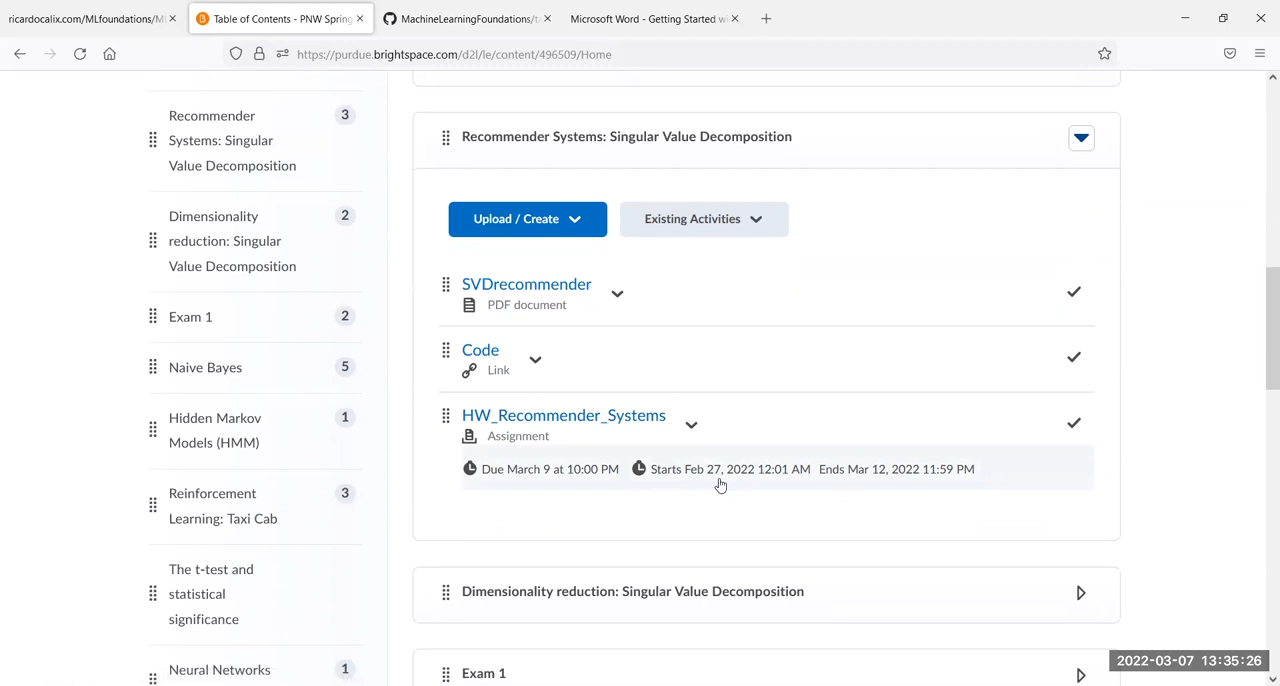 ricardocalix.com/MLfoundations/ML
Table of Contents - PNW Spring
MachineLearningFoundations/t
Microsoft Word - Getting Started w
https://purdue.brightspace.com/d2l/le/content/496509/Home
Recommender
Systems: Singular
Value Decomposition
3
Dimensionality
reduction: Singular
Value Decomposition
2
Exam 1
2
Naive Bayes
5
Hidden Markov
Models (HMM)
1
Reinforcement
Learning: Taxi Cab
3
The t-test and
statistical
significance
Neural Networks
1
Recommender Systems: Singular Value Decomposition
Upload / Create
Existing Activities
SVDrecommender
PDF document
Code
Link
HW_Recommender_Systems
Assignment
Due March 9 at 10:00 PM Starts Feb 27, 2022 12:01 AM Ends Mar 12, 2022 11:59 PM
Dimensionality reduction: Singular Value Decomposition
Exam 1
2022-03-07 13:35:26